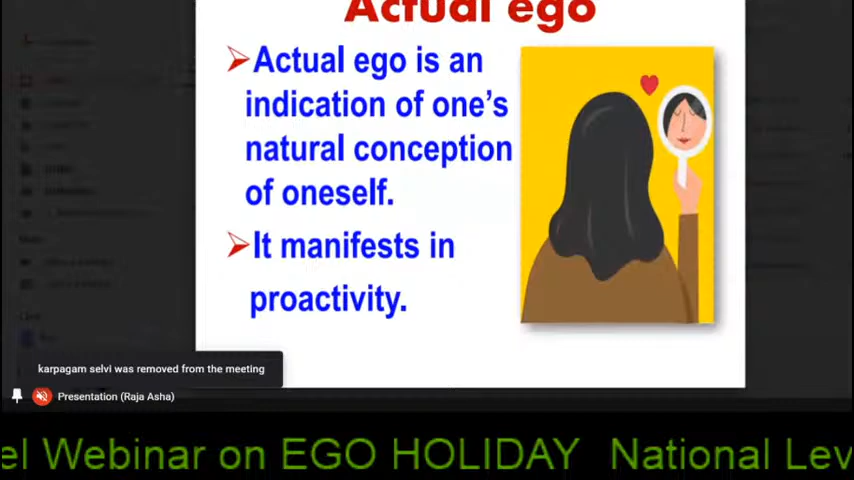 Actual ego
➢Actual ego is an
indication of one’s
natural conception
of oneself.
➢It manifests in
proactivity.
karpagam selvi was removed from the meeting
Presentation (Raja Asha)
el Webinar on EGO HOLIDAY National Lev